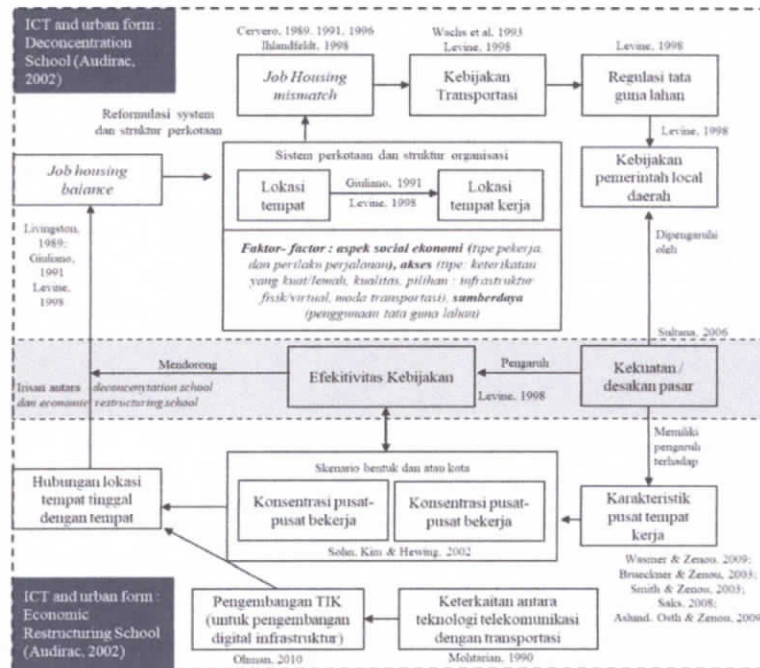 ICT and urban form :
Deconcentration
School (Audirac,
2002)
Cervero, 1989, 1991, 1996
Ihlandfeldt, 1998
Wachs et al. 1993
Levine, 1998
Levine, 1998
Job Housing
mismatch
Kebijakan
Transportasi
Regulasi tata
guna lahan
Reformulasi system
dan struktur perkotaan
Levine, 1998
Job housing
balance
Sistem perkotaan dan struktur organisasi
Lokasi
tempat
Giuliano, 1991
Levine, 1998
Lokasi
tempat kerja
Kebijakan
pemerintah local
daerah
Livingston,
1989;
Giuliano,
1991
Levine,
1998
Faktor- factor : aspek social ekonomi (tipe pekerja,
dan perilaku perjalanan), akses (tipe: keterikatan
yang kuat/lemah, kualitas, pilihan : infrastruktur
fisik/virtual, moda transportasi), sumberdaya
(penggunaan tata guna lahan)
Dipengaruhi
oleh
Sultana, 2006
Mendorong
Efekitivitas Kebijakan
Pengaruh
Levine, 1998
Kekuatan /
desakan pasar
Irisan antara deconcenytation school
dan economic restructuring school
Memiliki
pengaruh
terhadap
Hubungan lokasi
tempat tinggal
dengan tempat
Skenario bentuk dan atau kota
Konsentrasi pusat-
pusat bekerja
Konsentrasi pusat-
pusat bekerja
Sohn, Kim & Hewing, 2002
Karakteristik
pusat tempat
kerja
Wasmer & Zenou, 2009;
Brueckner & Zenou, 2003;
Smith & Zenou, 2003;
Saks, 2008;
Aslund, Osth & Zenou, 2009
ICT and urban form :
Economic
Restructuring School
(Audirac, 2002)
Pengembangan TIK
(untuk pengembangan
digital infrastruktur)
Keterkaitan antara
teknologi telekomunikasi
dengan transportasi
Mohtarian, 1990
2010